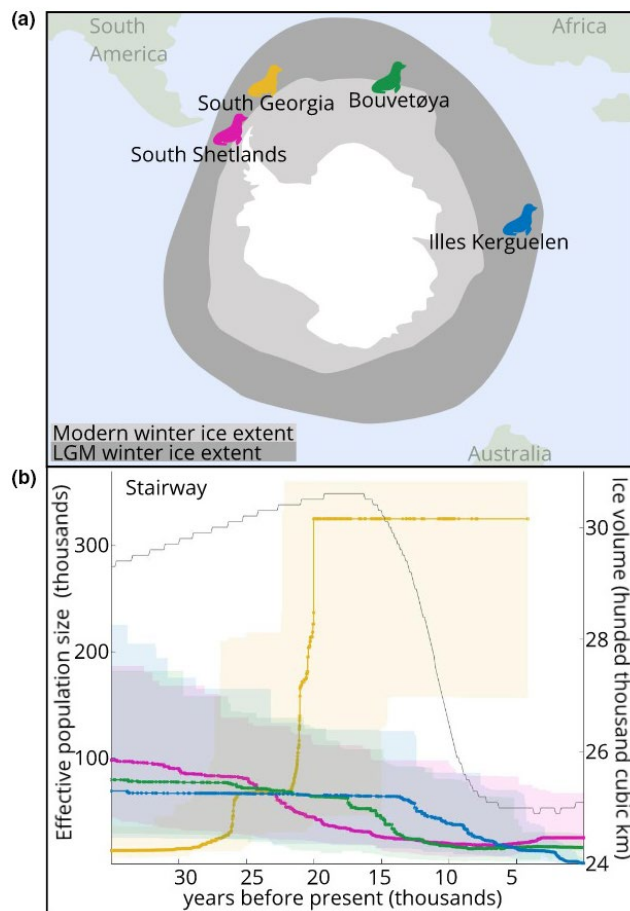 (a)
South
America
Africa
South Georgia
Bouvetøya
South Shetlands
Illes Kerguelen
Modern winter ice extent
LGM winter ice extent
Australia
(b)
Stairway
Effective population size (thousands)
300
200
100
30
28
26
25
24
Ice volume (hunded thousand cubic km)
30
25
20
15
10
5
years before present (thousands)